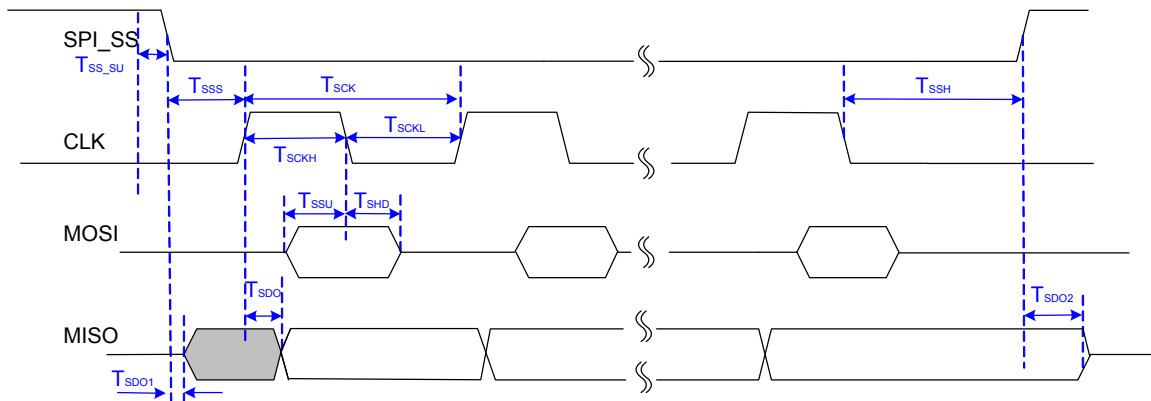 SPI_SS
TSS_SU
TSSS
TSCK
TSSH
CLK
TSCKL
TSCKH
TSSU
TSHD
MOSI
TSDO
TSDO2
MISO
TSDO1